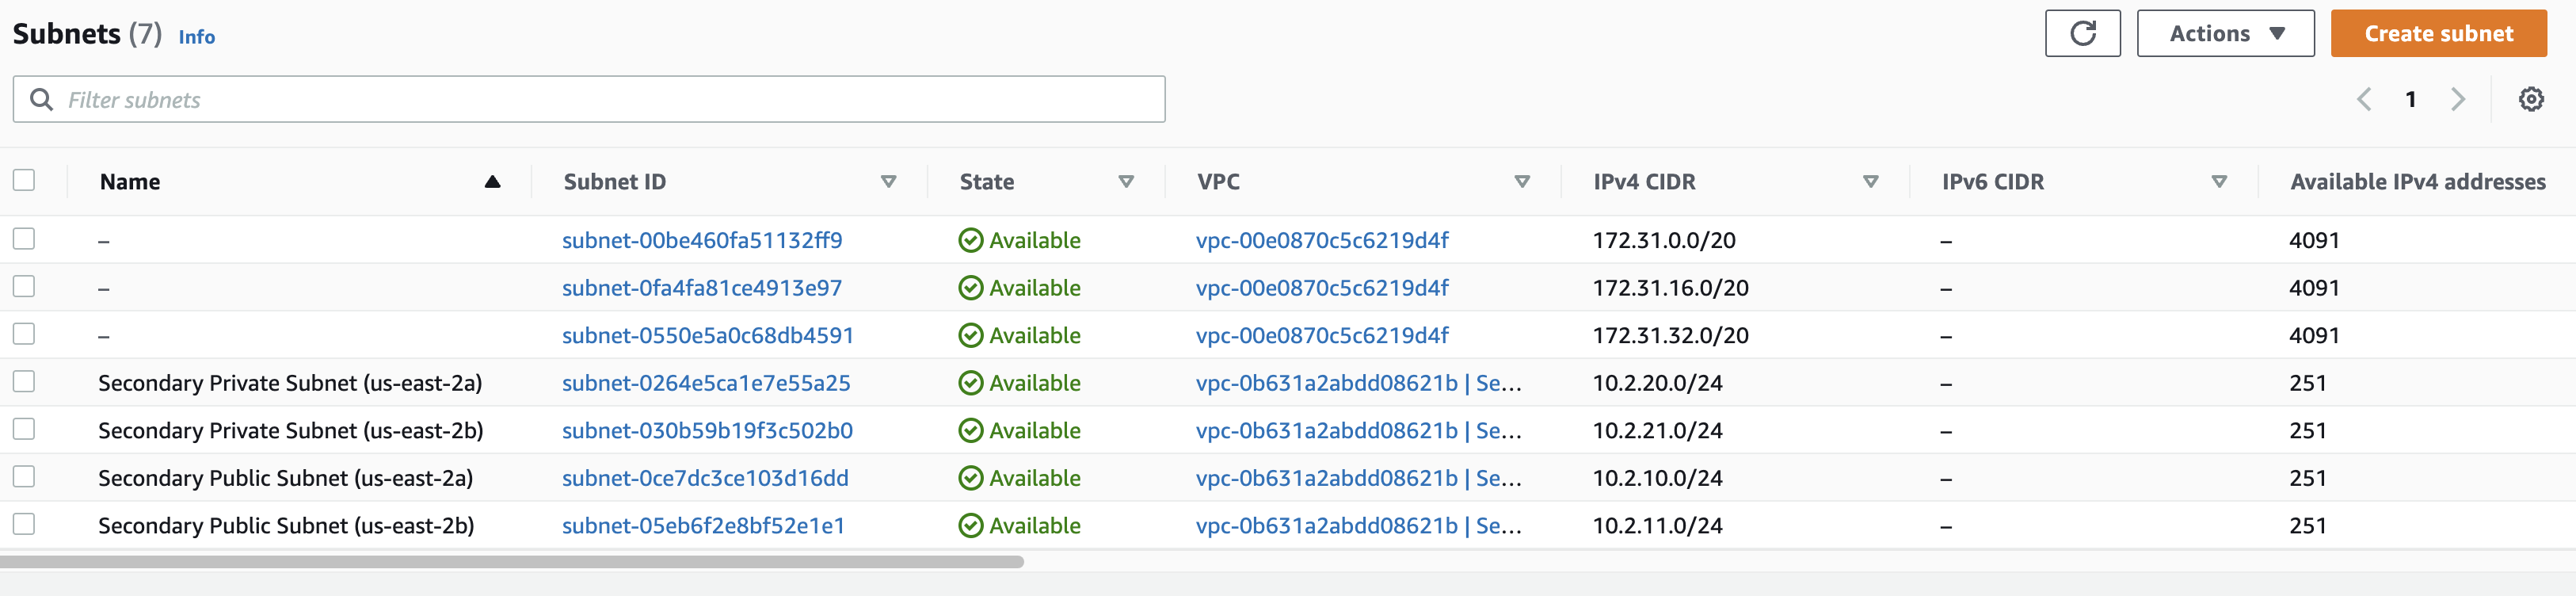 Subnets (7) Info Actions Create subnet
Filter subnets 1
Name Subnet ID State VPC IPv4 CIDR IPv6 CIDR Available IPv4 addresses
– subnet-00be460fa51132ff9 Available vpc-00e0870c5c6219d4f 172.31.0.0/20 – 4091
– subnet-0fa4fa81ce4913e97 Available vpc-00e0870c5c6219d4f 172.31.16.0/20 – 4091
– subnet-0550e5a0c68db4591 Available vpc-00e0870c5c6219d4f 172.31.32.0/20 – 4091
Secondary Private Subnet (us-east-2a) subnet-0264e5ca1e7e55a25 Available vpc-0b631a2abdd08621b | Se... 10.2.20.0/24 – 251
Secondary Private Subnet (us-east-2b) subnet-030b59b19f3c502b0 Available vpc-0b631a2abdd08621b | Se... 10.2.21.0/24 – 251
Secondary Public Subnet (us-east-2a) subnet-0ce7dc3ce103d16dd Available vpc-0b631a2abdd08621b | Se... 10.2.10.0/24 – 251
Secondary Public Subnet (us-east-2b) subnet-05eb6f2e8bf52e1e1 Available vpc-0b631a2abdd08621b | Se... 10.2.11.0/24 – 251